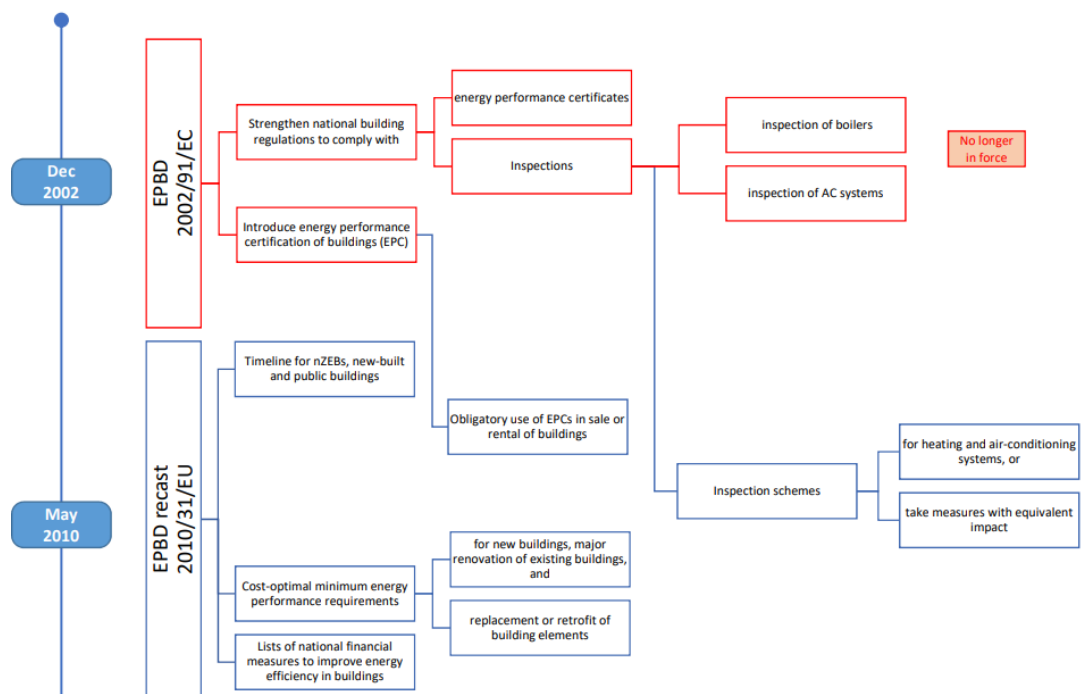 Dec
2002
EPBD
2002/91/EC
Strengthen national building
regulations to comply with
energy performance certificates
Inspections
inspection of boilers
inspection of AC systems
No longer
in force
Introduce energy performance
certification of buildings (EPC)
May
2010
EPBD recast
2010/31/EU
Timeline for nZEBs, new-built
and public buildings
Obligatory use of EPCs in sale or
rental of buildings
Inspection schemes
for heating and air-conditioning
systems, or
take measures with equivalent
impact
Cost-optimal minimum energy
performance requirements
for new buildings, major
renovation of existing buildings,
and
replacement or retrofit of
building elements
Lists of national financial
measures to improve energy
efficiency in buildings